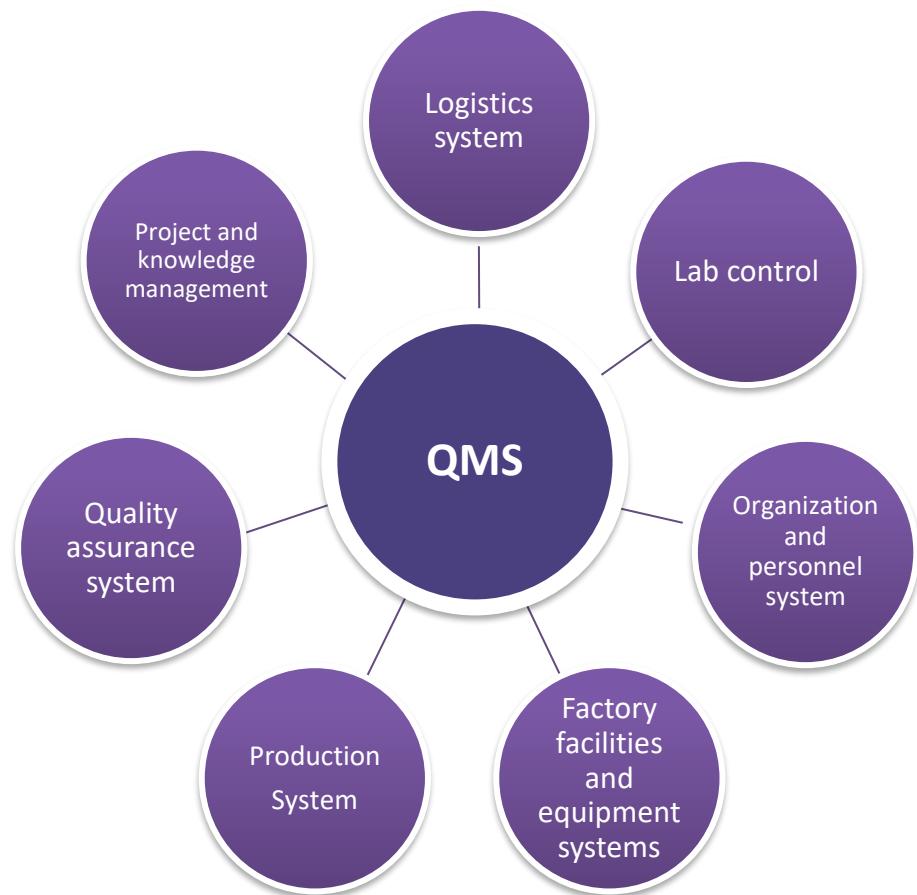 Logistics
system
Lab control
Organization
and
personnel
system
Factory
facilities
and
equipment
systems
Production
System
Quality
assurance
system
Project and
knowledge
management
QMS